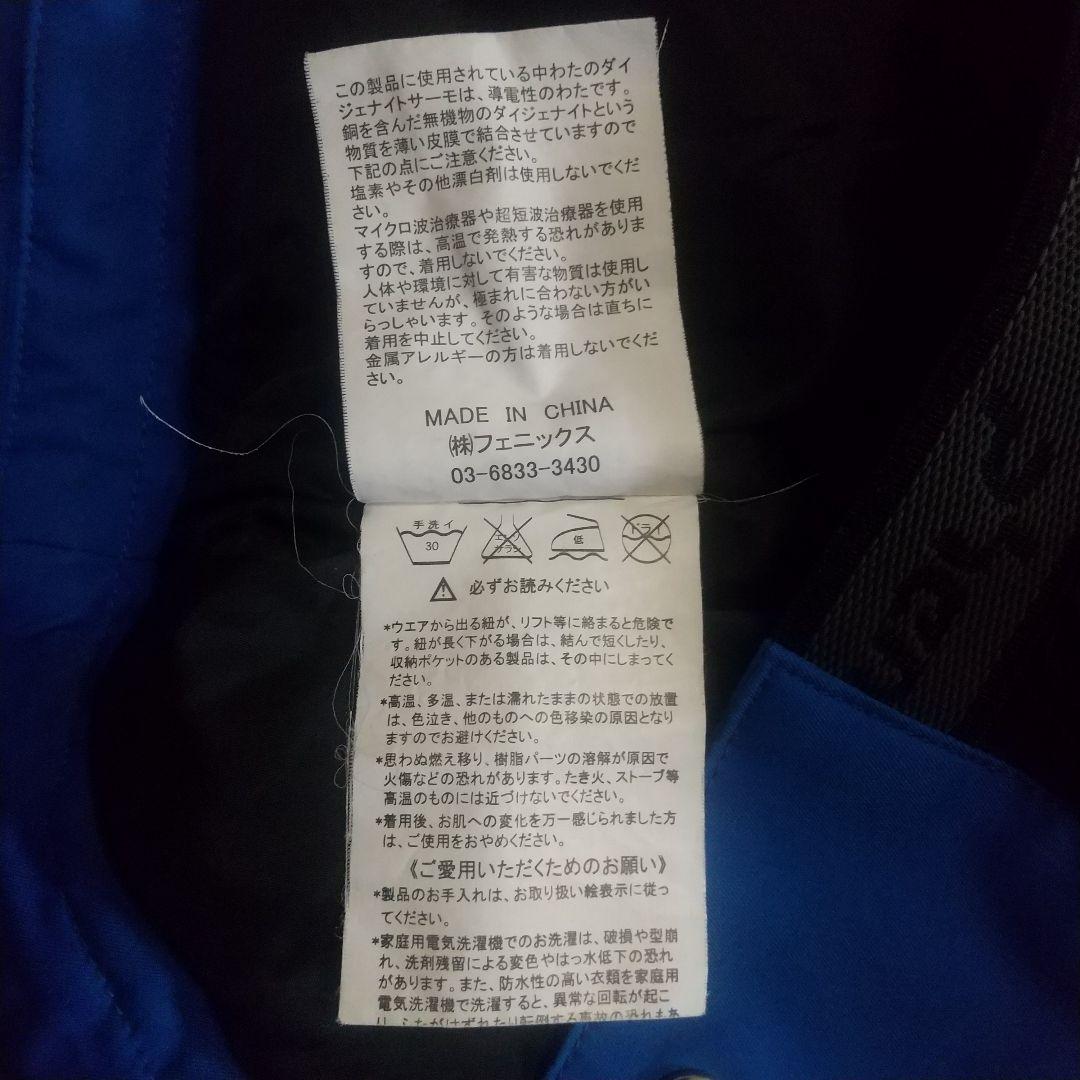 この製品に使用されている中わたのダイ
ジェナイトサーモは、導電性のわたです。
銅を含んだ無機物のダイジェナイトという
物質を薄い皮膜で結合させていますので
下記の点にご注意ください。
塩素やその他漂白剤は使用しないでくだ
さい。
マイクロ波治療器や超短波治療器を使用
する際は、高温で発熱する恐れがありま
すので、着用しないでください。
人体や環境に対して有害な物質は使用し
ていませんが、極まれに合わない方がい
らっしゃいます。そのような場合は直ちに
着用を中止してください。
金属アレルギーの方は着用しないでくだ
さい。
MADE IN CHINA
㈱フェニックス
03-6833-3430
手洗イ 30 エンソサラシ 低 ドライ
必ずお読みください
*ウエアから出る紐が、リフト等に絡まると危険で
す。紐が長く下がる場合は、結んで短くしたり、
収納ポケットのある製品は、その中にしまってく
ださい。
*高温、多湿、または濡れたままの状態での放置
は、色泣き、他のものへの色移染の原因となり
ますのでお避けください。
*思わぬ燃え移り、樹脂パーツの溶解が原因で
火傷などの恐れがあります。たき火、ストーブ等
高温のものには近づけないでください。
*着用後、お肌への変化を万一感じられました方
は、ご使用をおやめください。
《ご愛用いただくためのお願い》
*製品のお手入れは、お取り扱い絵表示に従っ
てください。
*家庭用電気洗濯機でのお洗濯は、破損や型崩
れ、洗剤残留による変色やはっ水低下の恐れ
があります。また、防水性の高い衣類を家庭用
電気洗濯機で洗濯すると、異常な回転が起こ
り、ふたがはずれたり転倒する事故の恐れもあ